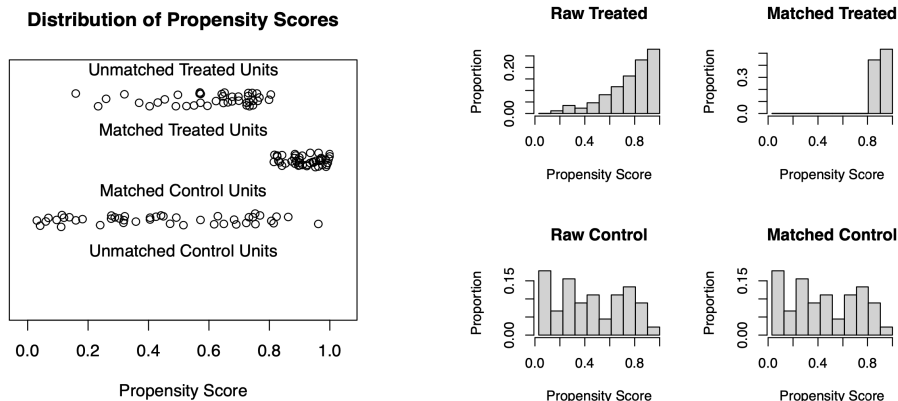 Distribution of Propensity Scores
Unmatched Treated Units
Matched Treated Units
Matched Control Units
Unmatched Control Units
0.0 0.2 0.4 0.6 0.8 1.0
Propensity Score
Raw Treated
Proportion
0.00 0.20
0.0 0.4 0.8
Propensity Score
Matched Treated
Proportion
0.0 0.3
0.0 0.4 0.8
Propensity Score
Raw Control
Proportion
0.00 0.15
0.0 0.4 0.8
Propensity Score
Matched Control
Proportion
0.00 0.15
0.0 0.4 0.8
Propensity Score